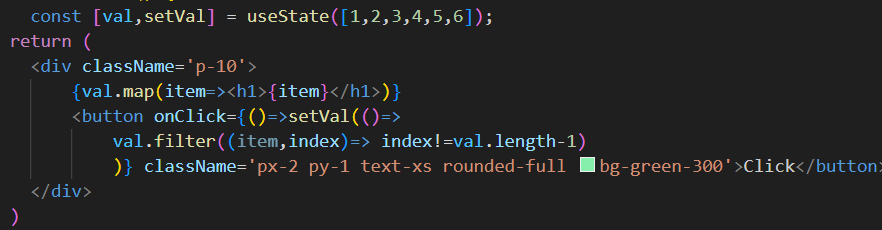 const [val,setVal] = useState([1,2,3,4,5,6]);
return (
<div className='p-10'>
{val.map(item=><h1>{item}</h1>)}
<button onClick={()=>setVal(()=>
val.filter((item,index)=> index!=val.length-1)
)} className='px-2 py-1 text-xs rounded-full bg-green-300'>Click</button>
</div>
)